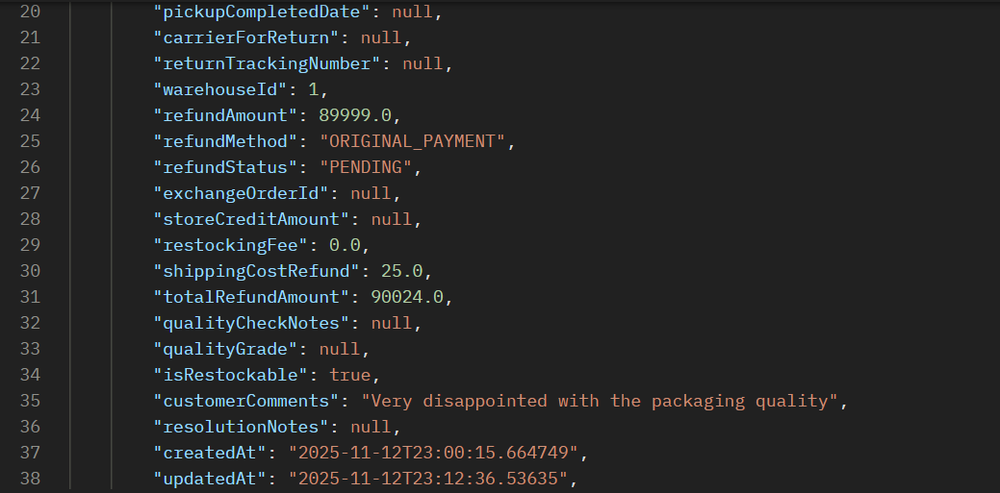 20 "pickupCompletedDate": null,
21 "carrierForReturn": null,
22 "returnTrackingNumber": null,
23 "warehouseId": 1,
24 "refundAmount": 89999.0,
25 "refundMethod": "ORIGINAL_PAYMENT",
26 "refundStatus": "PENDING",
27 "exchangeOrderId": null,
28 "storeCreditAmount": null,
29 "restockingFee": 0.0,
30 "shippingCostRefund": 25.0,
31 "totalRefundAmount": 90024.0,
32 "qualityCheckNotes": null,
33 "qualityGrade": null,
34 "isRestockable": true,
35 "customerComments": "Very disappointed with the packaging quality",
36 "resolutionNotes": null,
37 "createdAt": "2025-11-12T23:00:15.664749",
38 "updatedAt": "2025-11-12T23:12:36.53635",